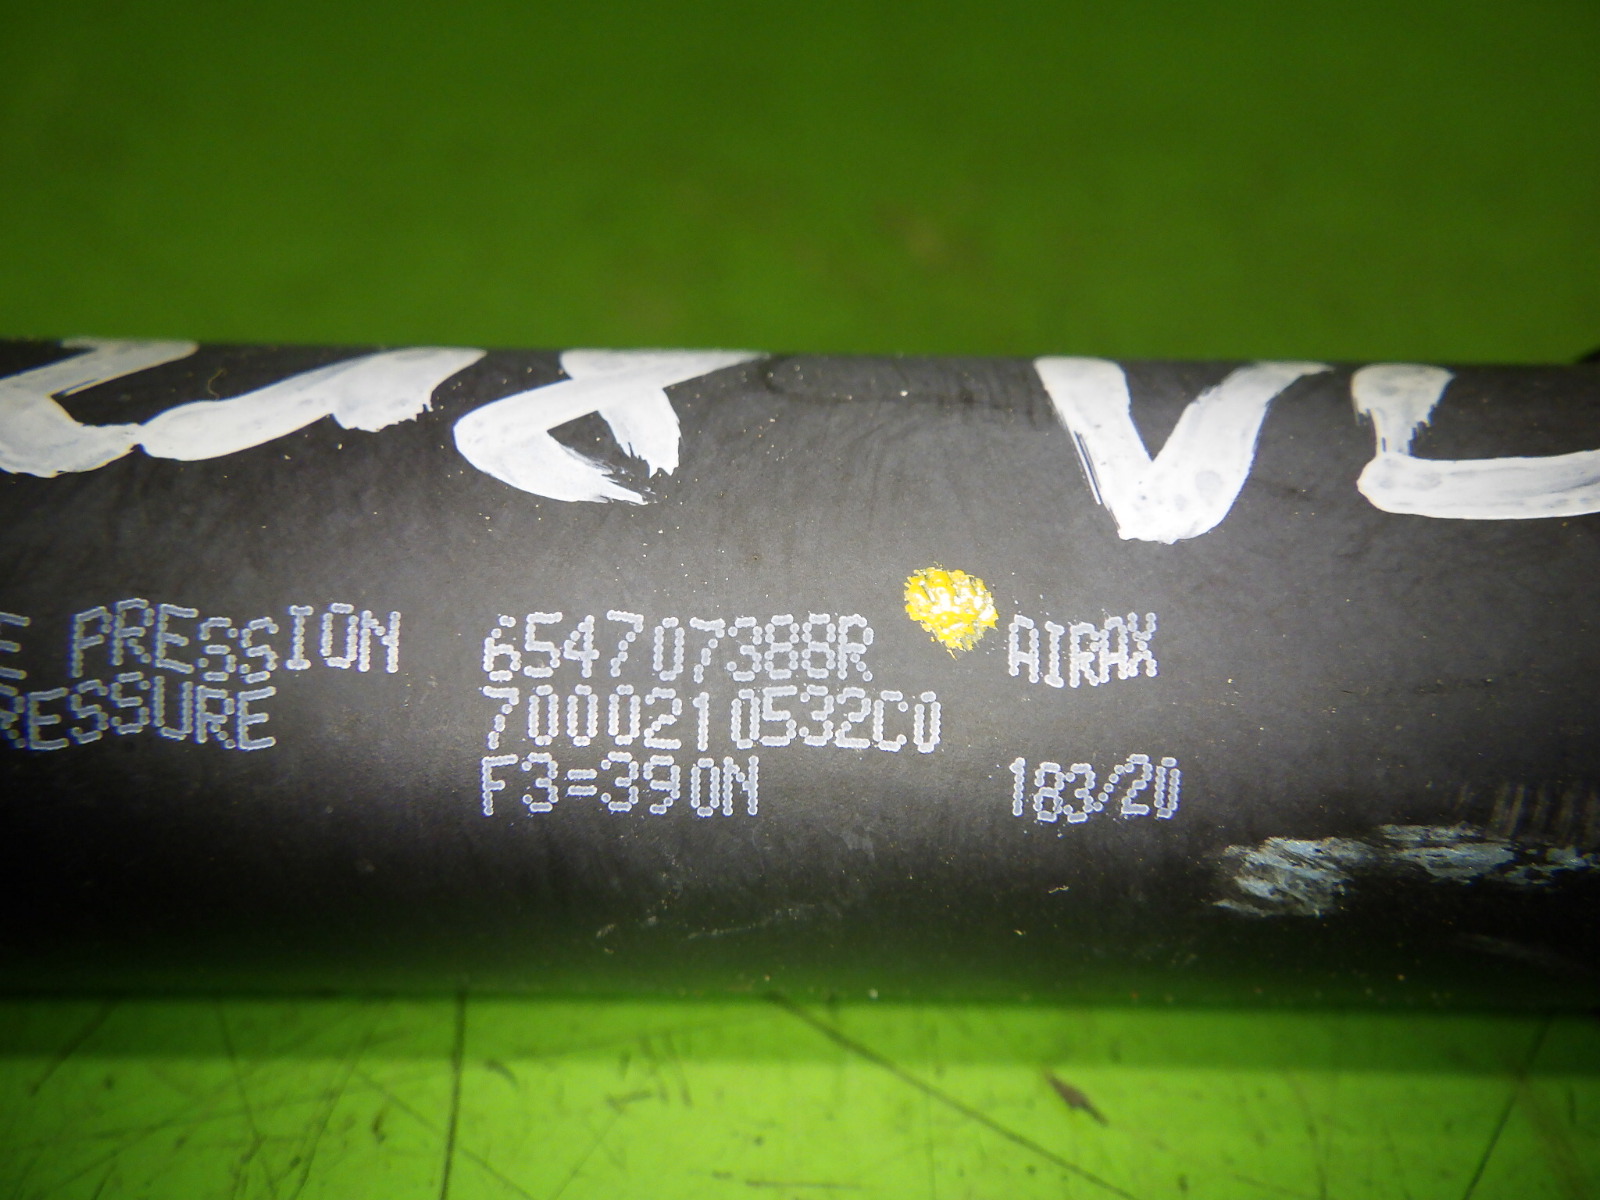 E PRESSION 654707388R AIRAX
RESSURE 7000210532C0
F3=390N 183/20